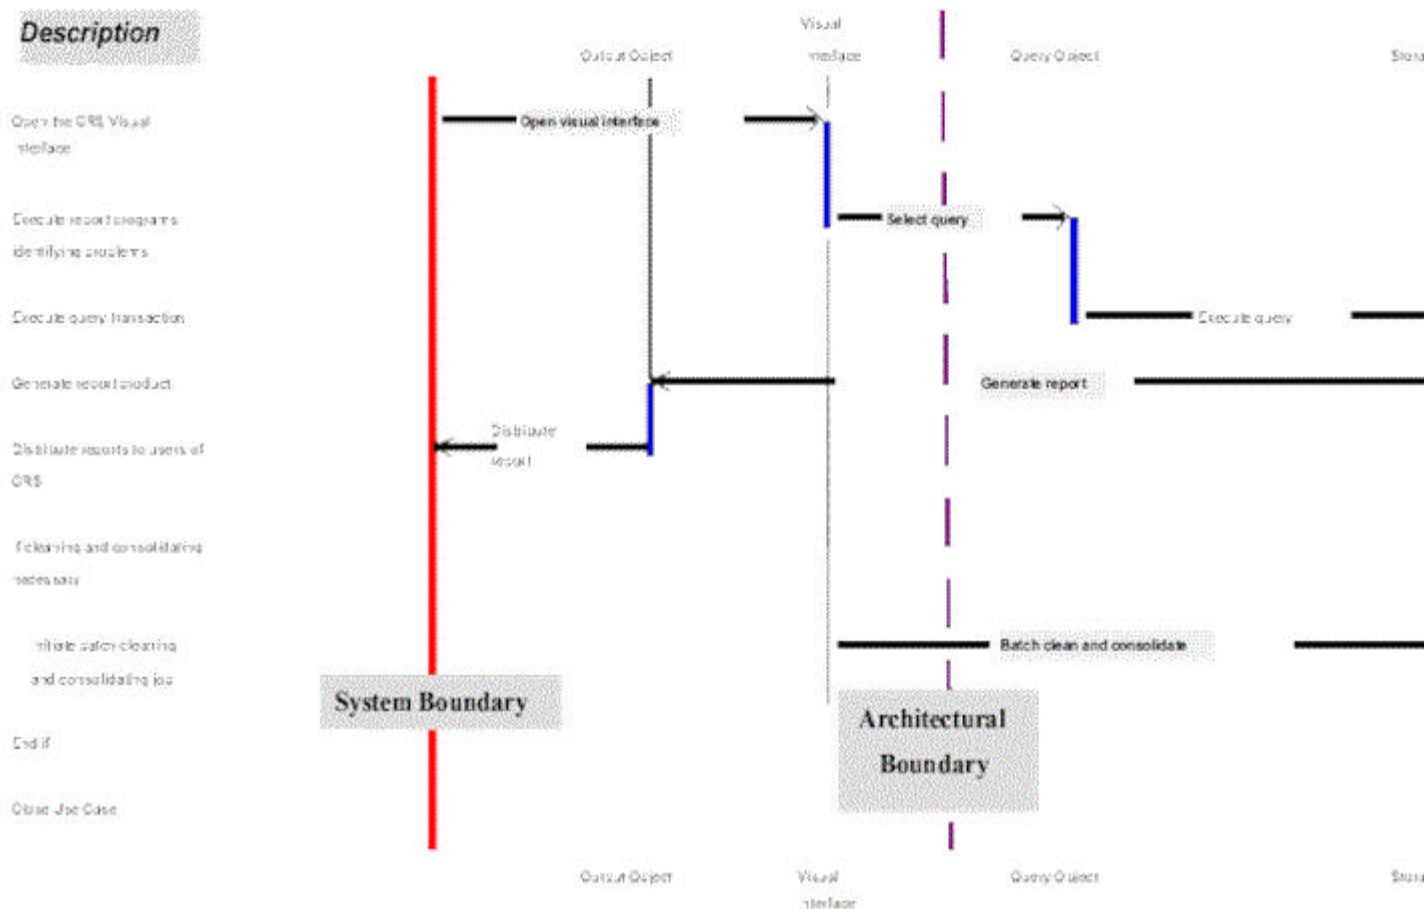 Description
Visual
Output Object
Interface
Query Object
Open the CRS Visual
Interface
Open visual interface
Execute report programs
identifying problems
Select query
Execute query transaction
Execute query
Generate report product
Generate report
Distribute reports to users of
CRS
Distribute
report
If cleaning and consolidating
necessary
Initiate batch cleaning
and consolidating job
Batch clean and consolidate
System Boundary
Architectural
Boundary
End if
Close Use Case
Output Object
Visual
Interface
Query Object